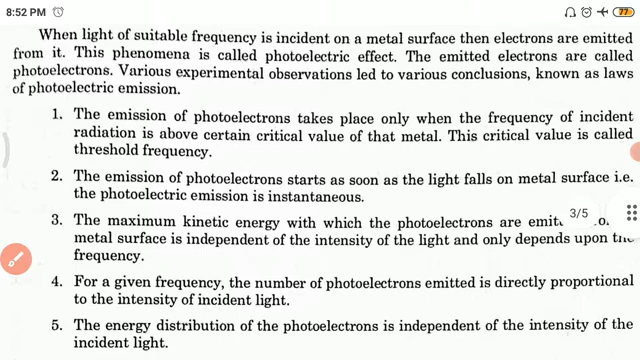 8:52 PM
77
When light of suitable frequency is incident on a metal surface then electrons are emitted
from it. This phenomena is called photoelectric effect. The emitted electrons are called
photoelectrons. Various experimental observations led to various conclusions, known as laws
of photoelectric emission.
1. The emission of photoelectrons takes place only when the frequency of incident
radiation is above certain critical value of that metal. This critical value is called
threshold frequency.
2. The emission of photoelectrons starts as soon as the light falls on metal surface i.e.
the photoelectric emission is instantaneous.
3/5
3. The maximum kinetic energy with which the photoelectrons are
metal surface is independent of the intensity of the light and only depends upon the
frequency.
4. For a given frequency, the number of photoelectrons emitted is directly proportional
to the intensity of incident light.
5. The energy distribution of the photoelectrons is independent of the intensity of the
incident light.